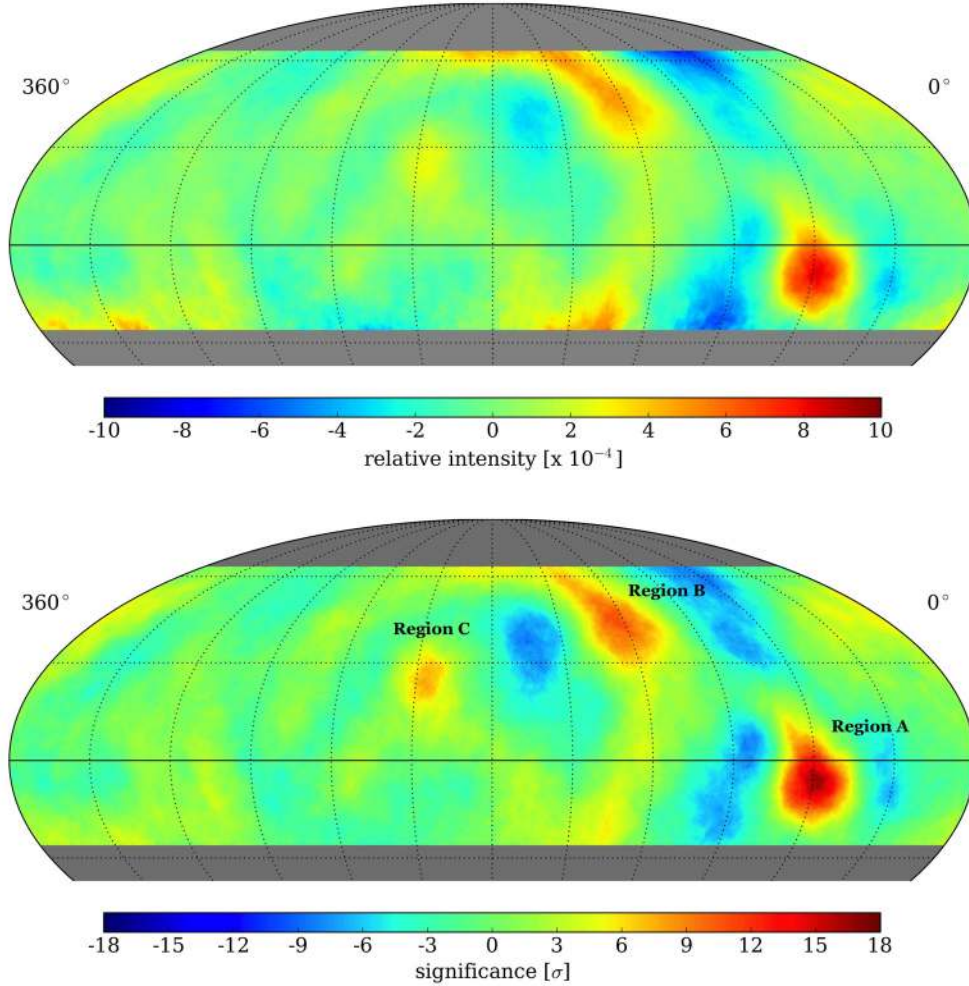 360°
0°
-10 -8 -6 -4 -2 0 2 4 6 8 10
relative intensity [x 10⁻⁴]
Region B
360°
0°
Region C
Region A
-18 -15 -12 -9 -6 -3 0 3 6 9 12 15 18
significance [σ]